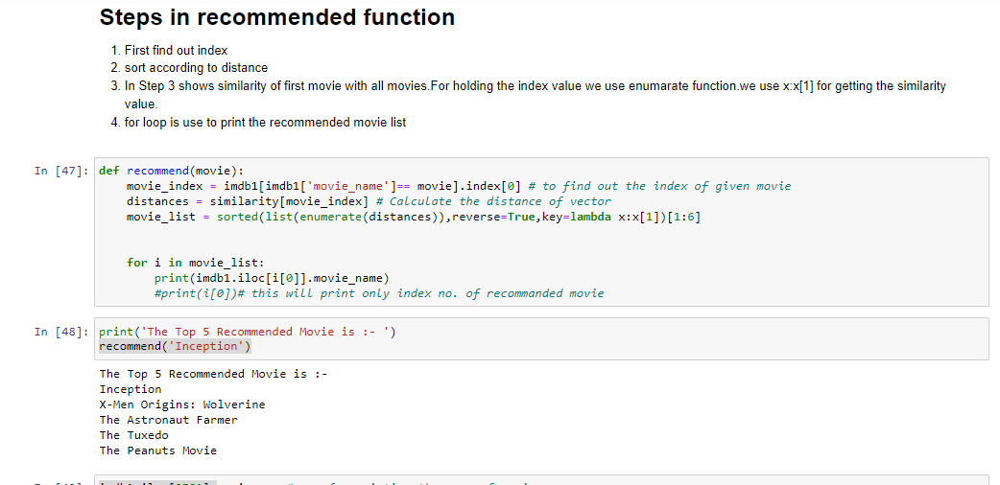 Steps in recommended function
1. First find out index
2. sort according to distance
3. In Step 3 shows similarity of first movie with all movies.For holding the index value we use enumarate function.we use x:x[1] for getting the similarity
value.
4. for loop is use to print the recommended movie list
In [47]: def recommend(movie):
movie_index = imdb1[imdb1['movie_name']== movie].index[0] # to find out the index of given movie
distances = similarity[movie_index] # Calculate the distance of vector
movie_list = sorted(list(enumerate(distances)),reverse=True,key=lambda x:x[1])[1:6]
for i in movie_list:
print(imdb1.iloc[i[0]].movie_name)
#print(i[0])# this will print only index no. of recommanded movie
In [48]: print('The Top 5 Recommended Movie is :- ')
recommend('Inception')
The Top 5 Recommended Movie is :-
Inception
X-Men Origins: Wolverine
The Astronaut Farmer
The Tuxedo
The Peanuts Movie